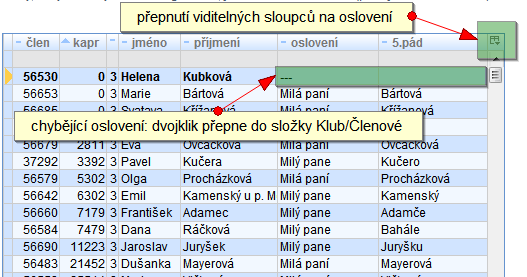 přepnutí viditelných sloupců na oslovení
člen kapr jméno příjmení oslovení 5.pád
56530 0 3 Helena Kubková ---
56653 0 3 Marie Bártová Milá paní Bártová
56685 0 3 Svatava Křížanová Milá paní Křížanová
chybějící oslovení: dvojklik přepne do složky Klub/Členové
56679 2811 3 Eva Ovčáčková Milá paní Ovčáčková
37292 3392 3 Pavel Kučera Milý pane Kučero
56579 5302 3 Olga Procházková Milá paní Procházková
56642 6302 3 Emil Kamenský u p. M Milý pane Kamenský
56660 7179 3 František Adamec Milý pane Adamče
56584 7479 3 Dana Ráčková Milý pane Bahále
56690 11223 3 Jaroslav Juryšek Milý pane Juryšku
56483 21452 3 Dušanka Mayerová Milá paní Mayerová